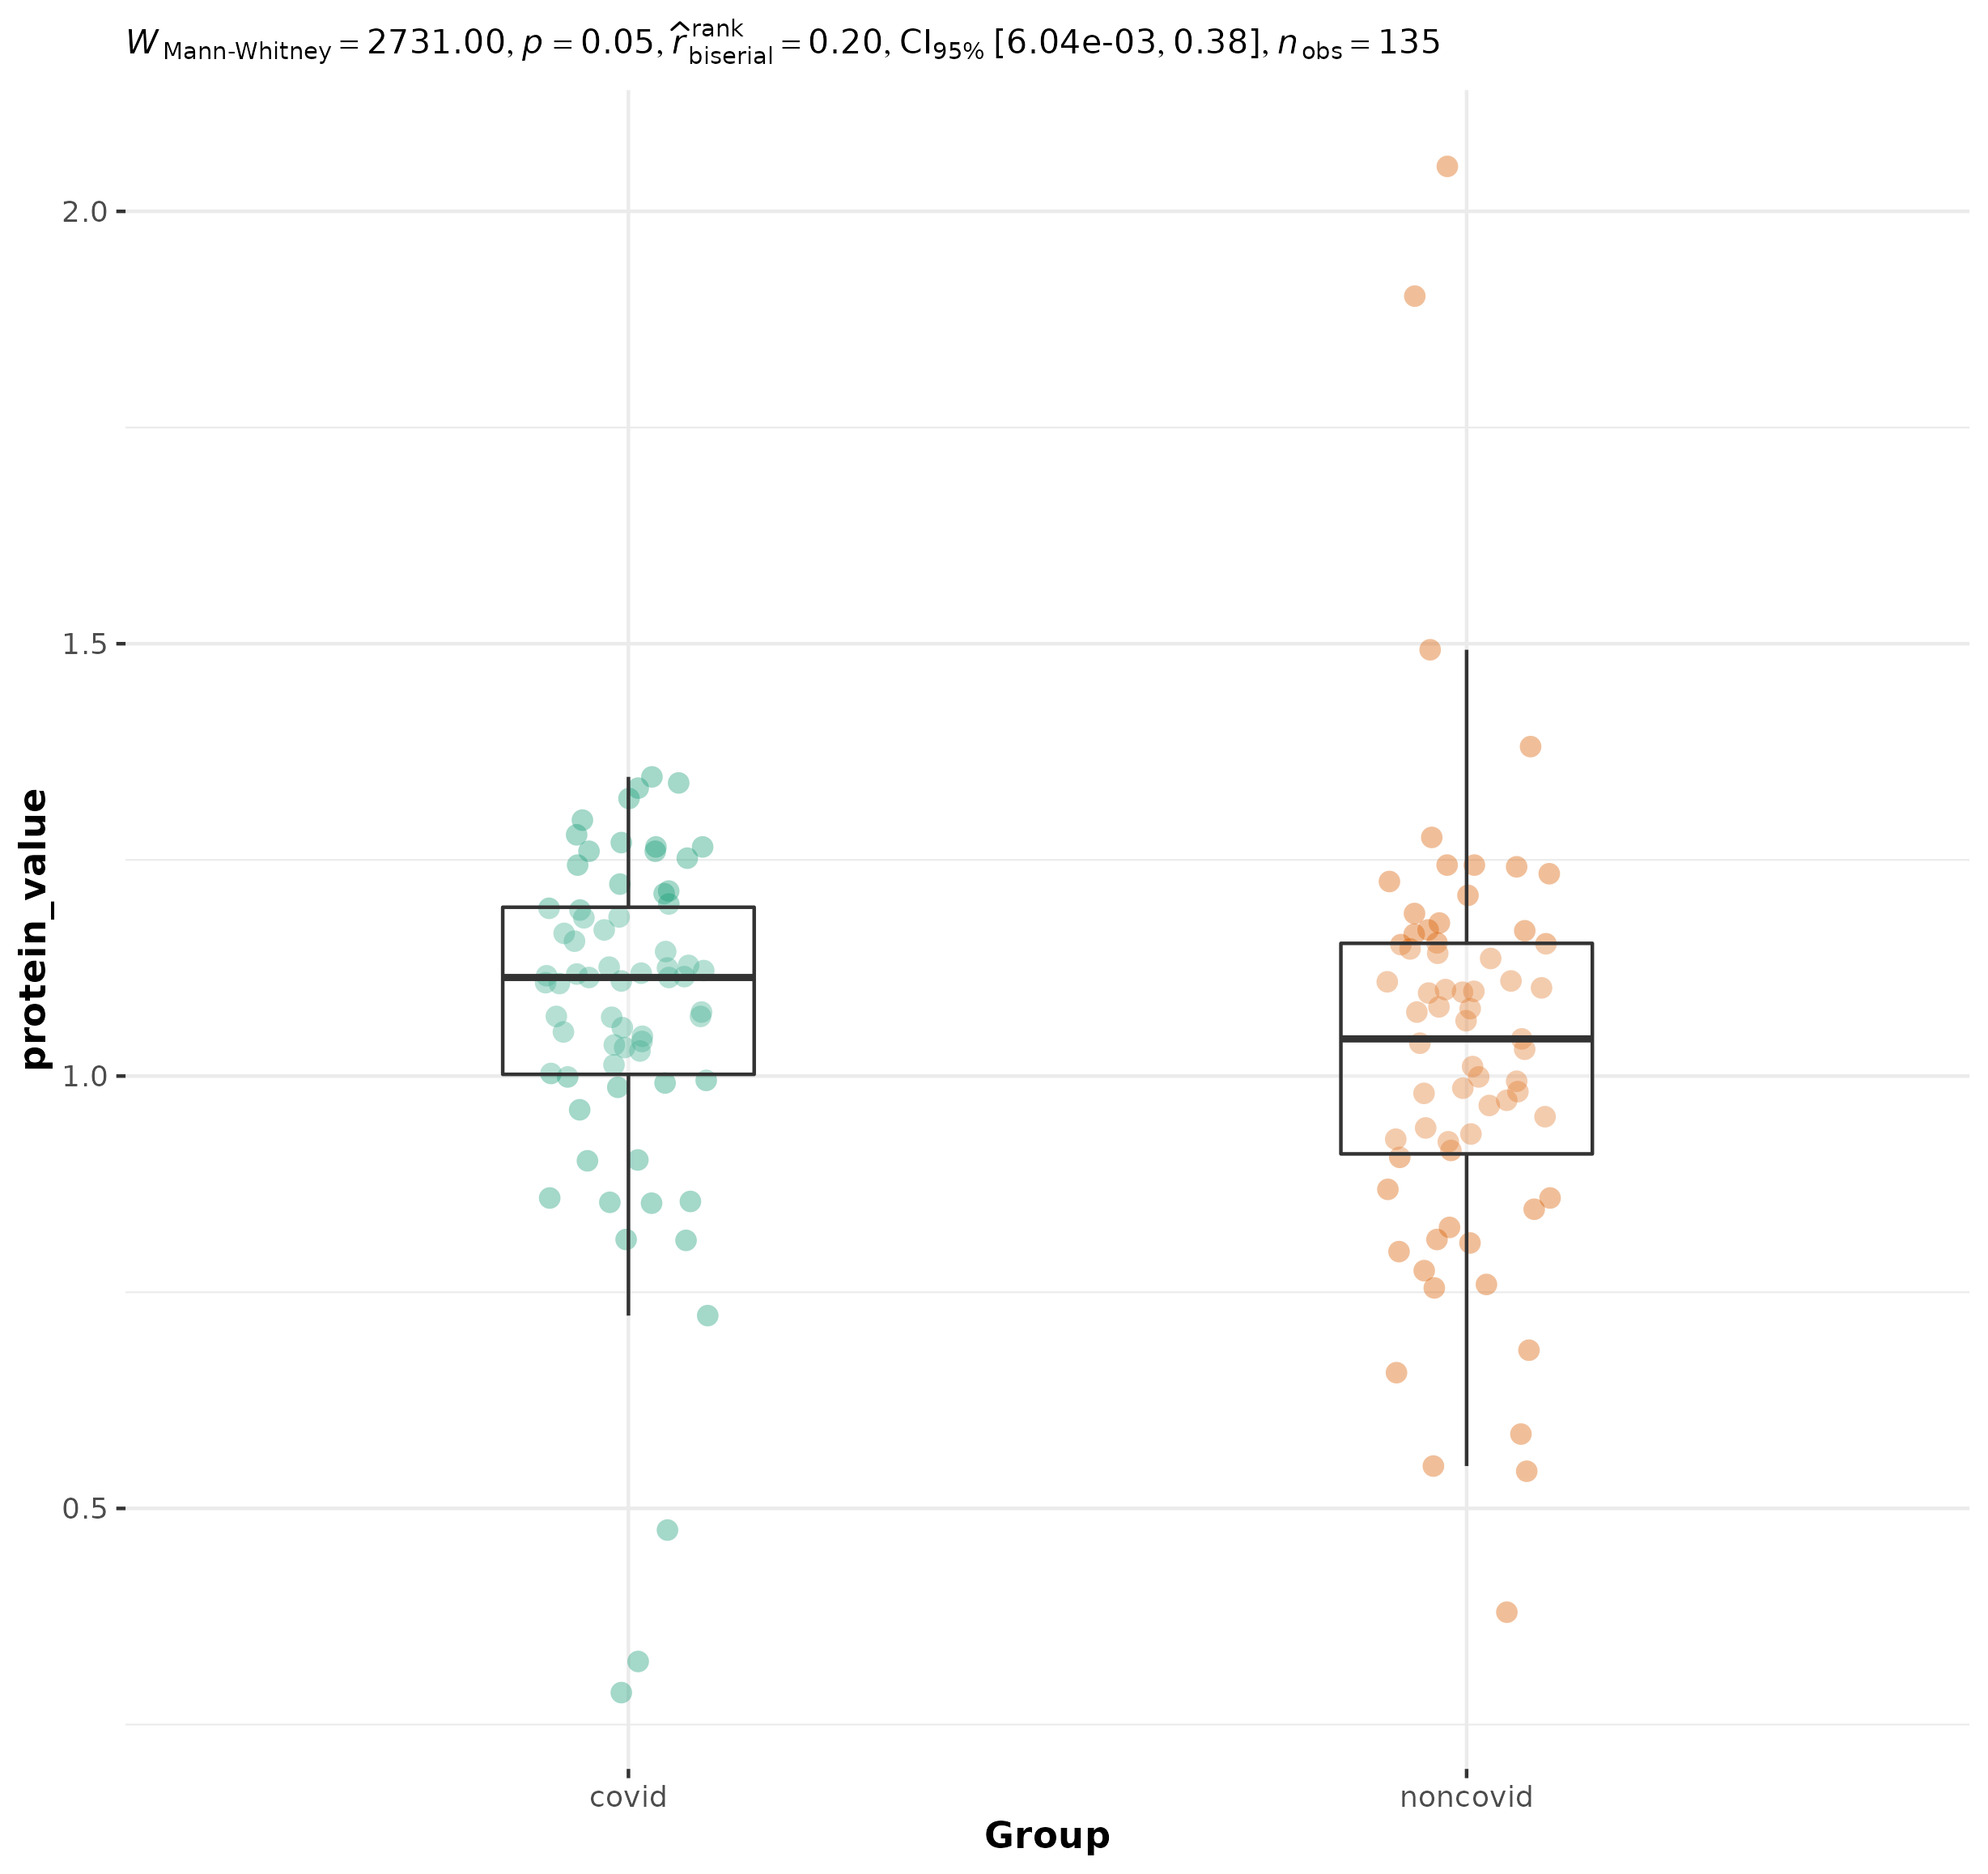 W Mann-Whitney = 2731.00, p = 0.05, r̂ rank biserial = 0.20, CI95% [6.04e-03, 0.38], n obs = 135
protein_value
2.0
1.5
1.0
0.5
covid noncovid
Group